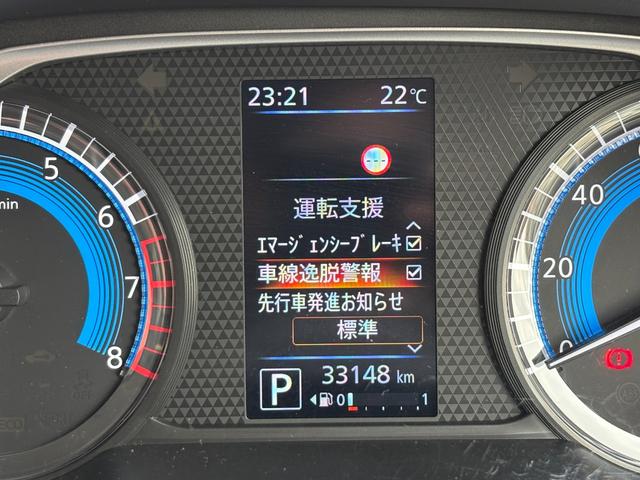 23:21 22℃
運転支援
ｴﾏｰｼﾞｪﾝｼｰﾌﾞﾚｰｷ
車線逸脱警報
先行車発進お知らせ
標準
P 33148 km
0 1
5
6
7
8
min
40
20
0